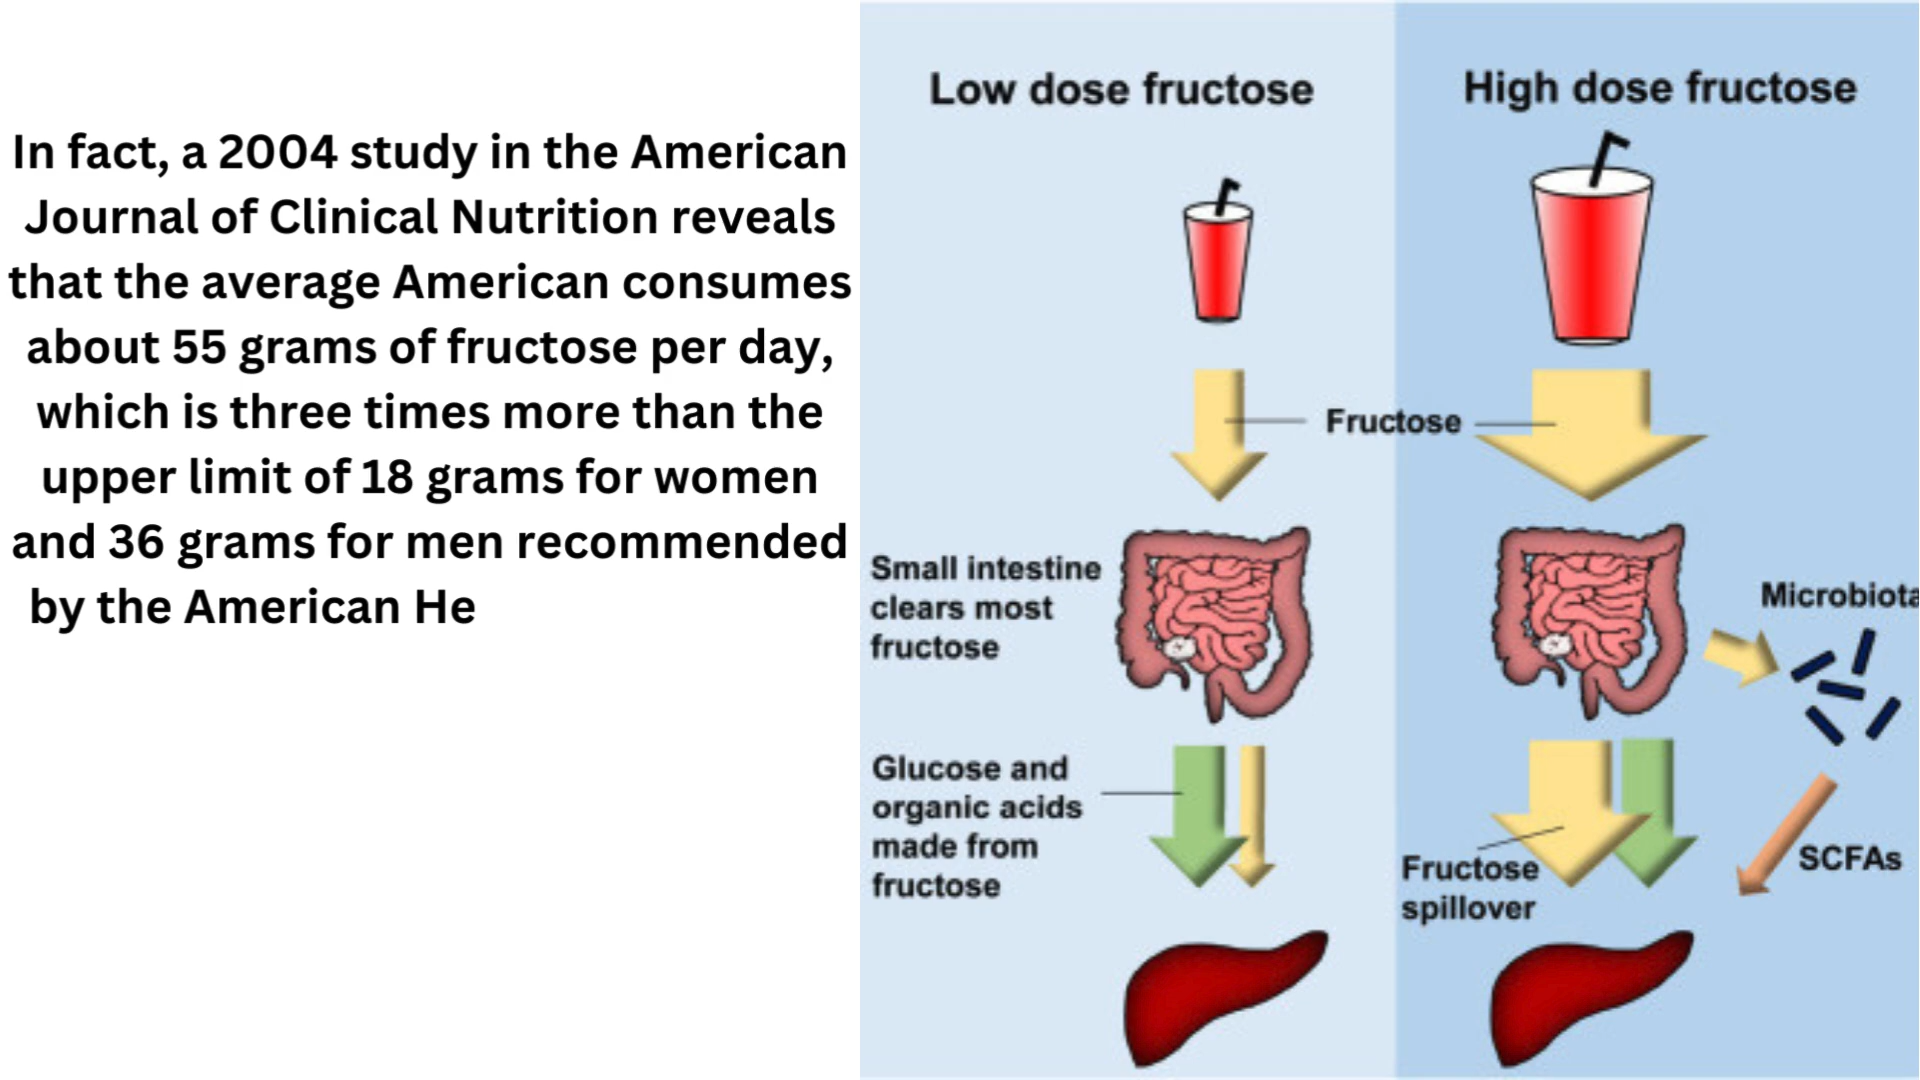 In fact, a 2004 study in the American
Journal of Clinical Nutrition reveals
that the average American consumes
about 55 grams of fructose per day,
which is three times more than the
upper limit of 18 grams for women
and 36 grams for men recommended
by the American He
Low dose fructose
High dose fructose
Fructose
Small intestine
clears most
fructose
Microbiota
Glucose and
organic acids
made from
fructose
Fructose
spillover
SCFAs